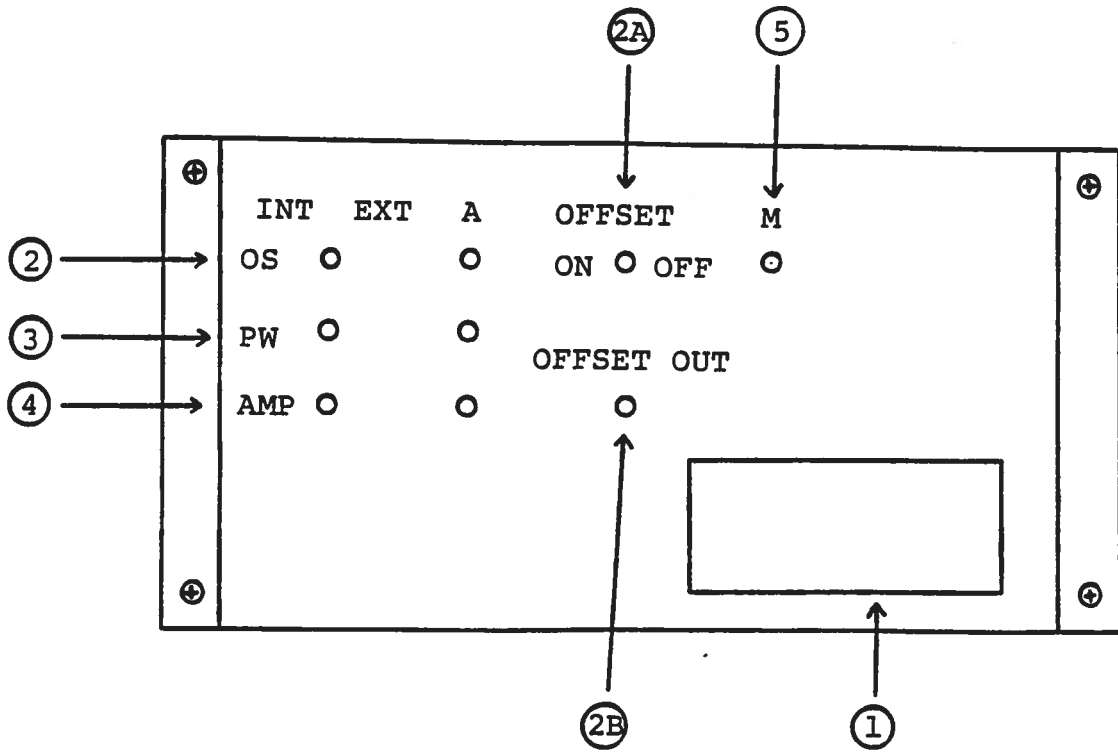 2A 5
INT EXT A OFFSET M
2 OS ON OFF
3 PW
OFFSET OUT
4 AMP
2B 1